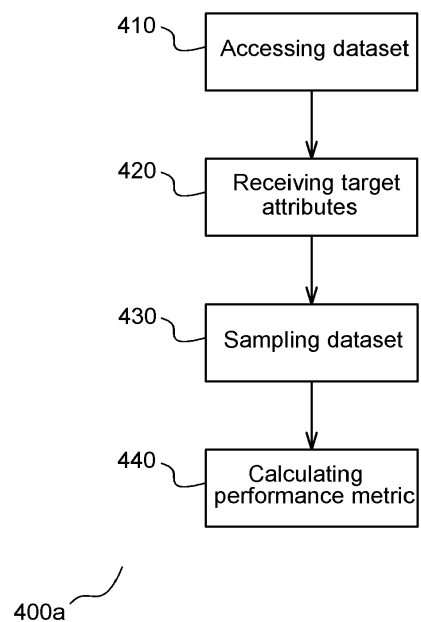 410
Accessing dataset
420
Receiving target
attributes
430
Sampling dataset
440
Calculating
performance metric
400a